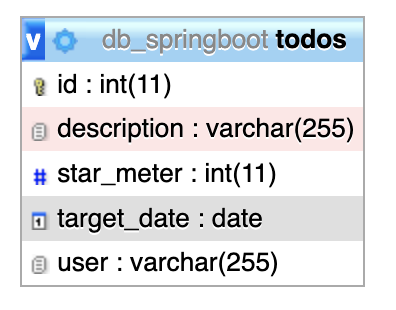 v db_springboot todos
id : int(11)
description : varchar(255)
# star_meter : int(11)
target_date : date
user : varchar(255)